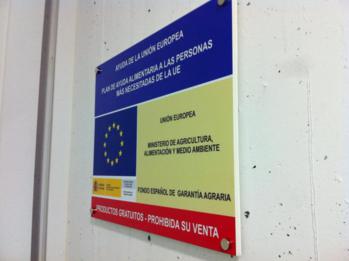 AYUDA DE LA UNIÓN EUROPEA
PLAN DE AYUDA ALIMENTARIA A LAS PERSONAS
MAS NECESITADAS DE LA UE
UNIÓN EUROPEA
MINISTERIO DE AGRICULTURA,
ALIMENTACIÓN Y MEDIO AMBIENTE
FONDO ESPAÑOL DE GARANTÍA AGRARIA
PRODUCTOS GRATUITOS - PROHIBIDA SU VENTA